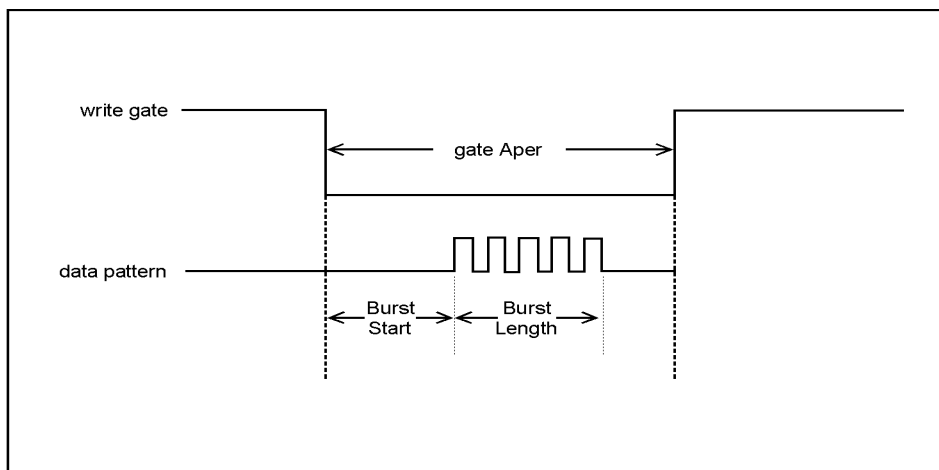 write gate
gate Aper
data pattern
Burst
Start
Burst
Length